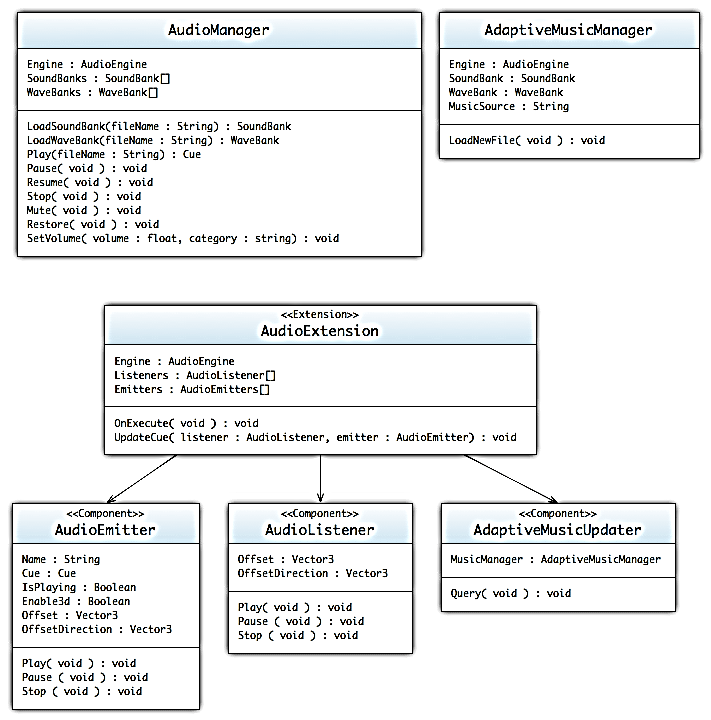 AudioManager
Engine : AudioEngine
SoundBanks : SoundBank[]
WaveBanks : WaveBank[]
LoadSoundBank(fileName : String) : SoundBank
LoadWaveBank(fileName : String) : WaveBank
Play(fileName : String) : Cue
Pause( void ) : void
Resume( void ) : void
Stop( void ) : void
Mute( void ) : void
Restore( void ) : void
SetVolume( volume : float, category : string) : void
AdaptiveMusicManager
Engine : AudioEngine
SoundBank : SoundBank
WaveBank : WaveBank
MusicSource : String
LoadNewFile( void ) : void
<<Extension>>
AudioExtension
Engine : AudioEngine
Listeners : AudioListener[]
Emitters : AudioEmitters[]
OnExecute( void ) : void
UpdateCue( listener : AudioListener, emitter : AudioEmitter) : void
<<Component>>
AudioEmitter
Name : String
Cue : Cue
IsPlaying : Boolean
Enable3d : Boolean
Offset : Vector3
OffsetDirection : Vector3
Play( void ) : void
Pause ( void ) : void
Stop ( void ) : void
<<Component>>
AudioListener
Offset : Vector3
OffsetDirection : Vector3
Play( void ) : void
Pause ( void ) : void
Stop ( void ) : void
<<Component>>
AdaptiveMusicUpdater
MusicManager : AdaptiveMusicManager
Query( void ) : void